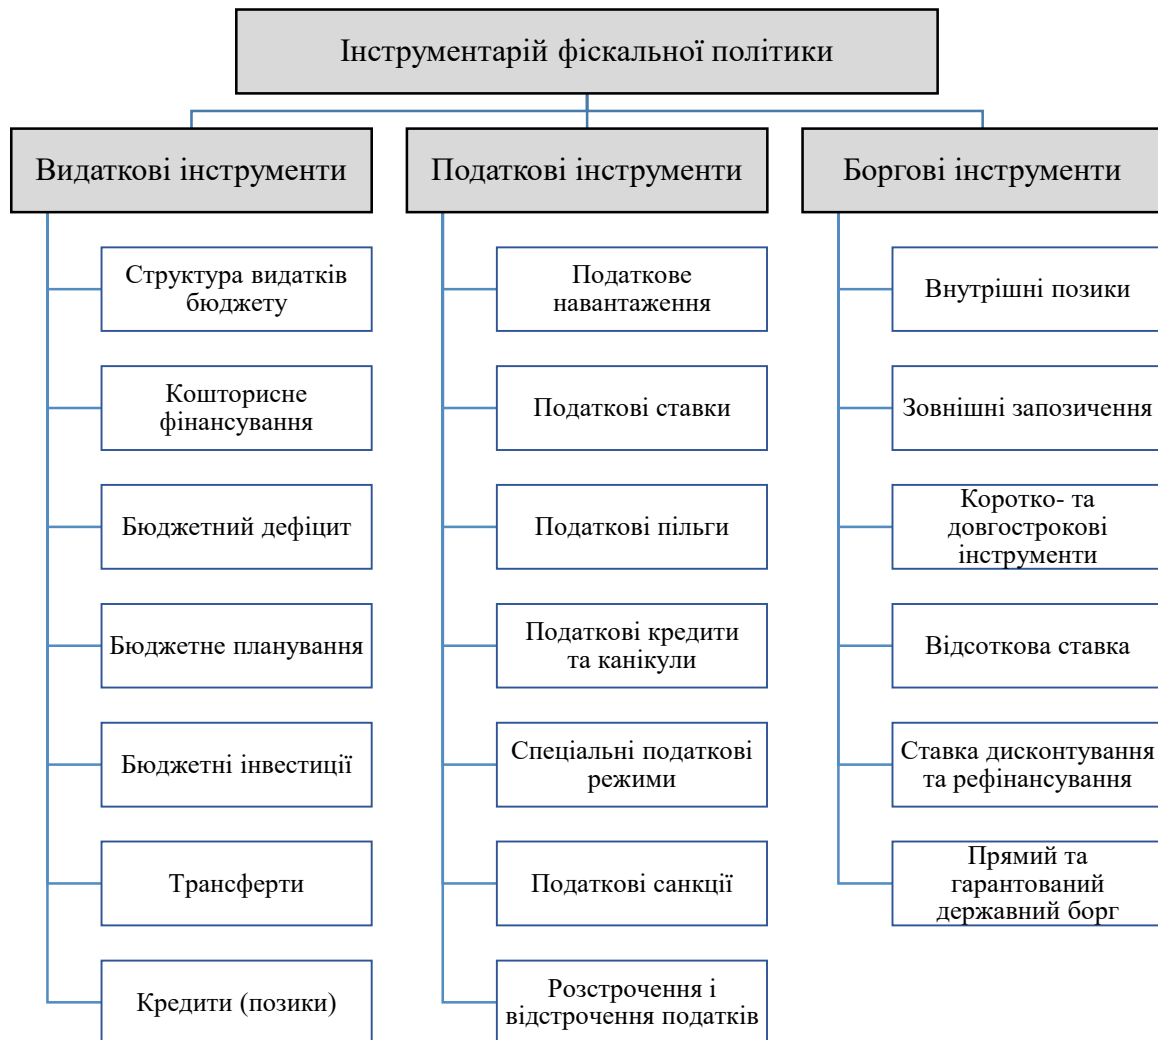 Інструментарій фіскальної політики
Видаткові інструменти
Структура видатків
бюджету
Кошторисне
фінансування
Бюджетний дефіцит
Бюджетне планування
Бюджетні інвестиції
Трансферти
Кредити (позики)
Податкові інструменти
Податкове
навантаження
Податкові ставки
Податкові пільги
Податкові кредити
та канікули
Спеціальні податкові
режими
Податкові санкції
Розстрочення і
відстрочення податків
Боргові інструменти
Внутрішні позики
Зовнішні запозичення
Коротко- та
довгострокові
інструменти
Відсоткова ставка
Ставка дисконтування
та рефінансування
Прямий та
гарантований
державний борг